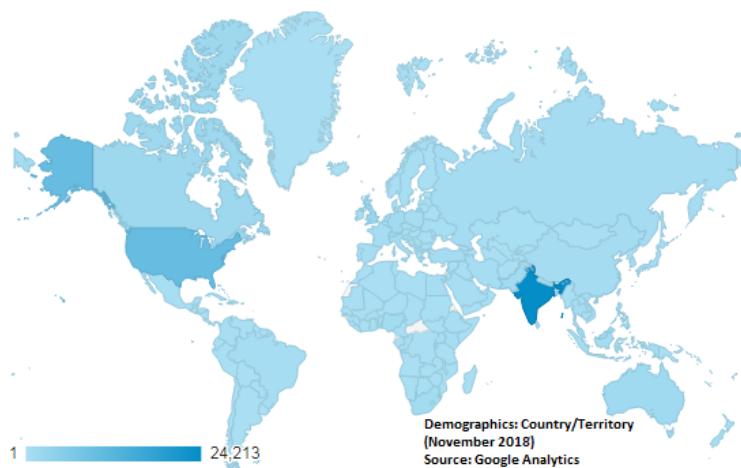 Demographics: Country/Territory
(November 2018)
Source: Google Analytics
1 24,213